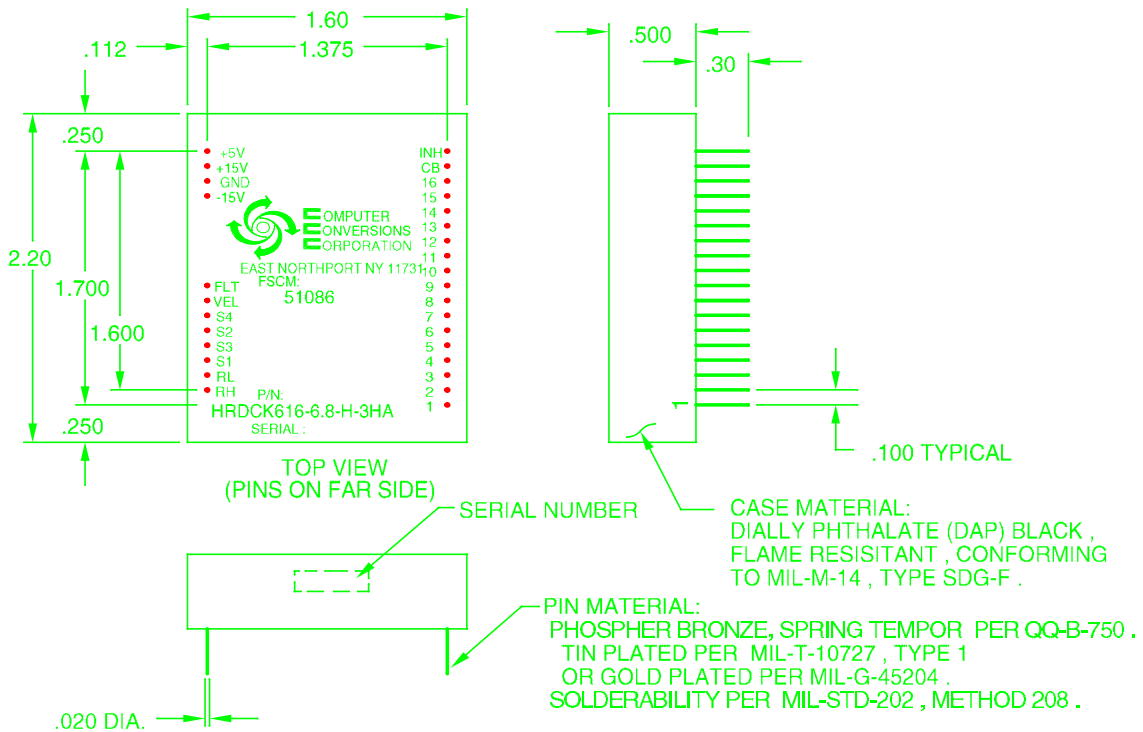 1.60
.112
1.375
.500
.30
.250
2.20
1.700
1.600
.250
+5V
+15V
GND
-15V
FLT
VEL
S4
S2
S3
S1
RL
RH
INH
CB
16
15
14
13
12
11
10
9
8
7
6
5
4
3
2
1
COMPUTER
CONVERSIONS
CORPORATION
EAST NORTHPORT NY 11731
FSCM:
51086
P/N:
HRDCK616-6.8-H-3HA
SERIAL :
TOP VIEW
(PINS ON FAR SIDE)
1
.100 TYPICAL
SERIAL NUMBER
CASE MATERIAL:
DIALLY PHTHALATE (DAP) BLACK ,
FLAME RESISITANT , CONFORMING
TO MIL-M-14 , TYPE SDG-F .
PIN MATERIAL:
PHOSPHER BRONZE, SPRING TEMPOR PER QQ-B-750 .
TIN PLATED PER MIL-T-10727 , TYPE 1
OR GOLD PLATED PER MIL-G-45204 .
SOLDERABILITY PER MIL-STD-202 , METHOD 208 .
.020 DIA.